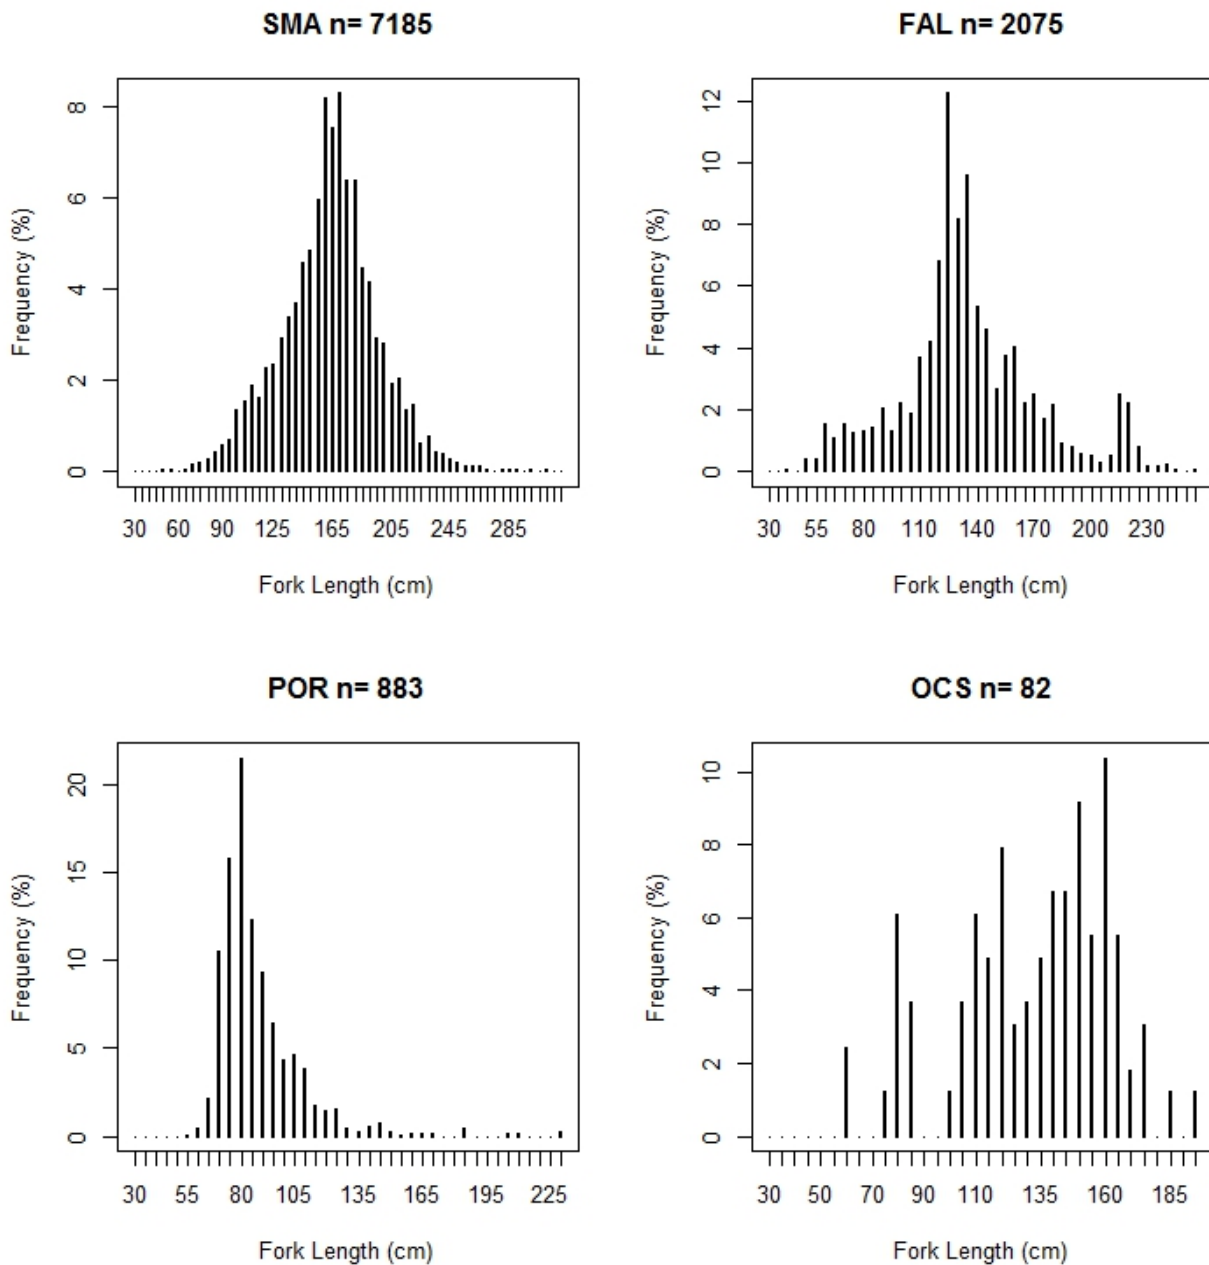 SMA n= 7185
Frequency (%)
0 2 4 6 8
30 60 90 125 165 205 245 285
Fork Length (cm)
FAL n= 2075
Frequency (%)
0 2 4 6 8 10 12
30 55 80 110 140 170 200 230
Fork Length (cm)
POR n= 883
Frequency (%)
0 5 10 15 20
30 55 80 105 135 165 195 225
Fork Length (cm)
OCS n= 82
Frequency (%)
0 2 4 6 8 10
30 50 70 90 110 135 160 185
Fork Length (cm)